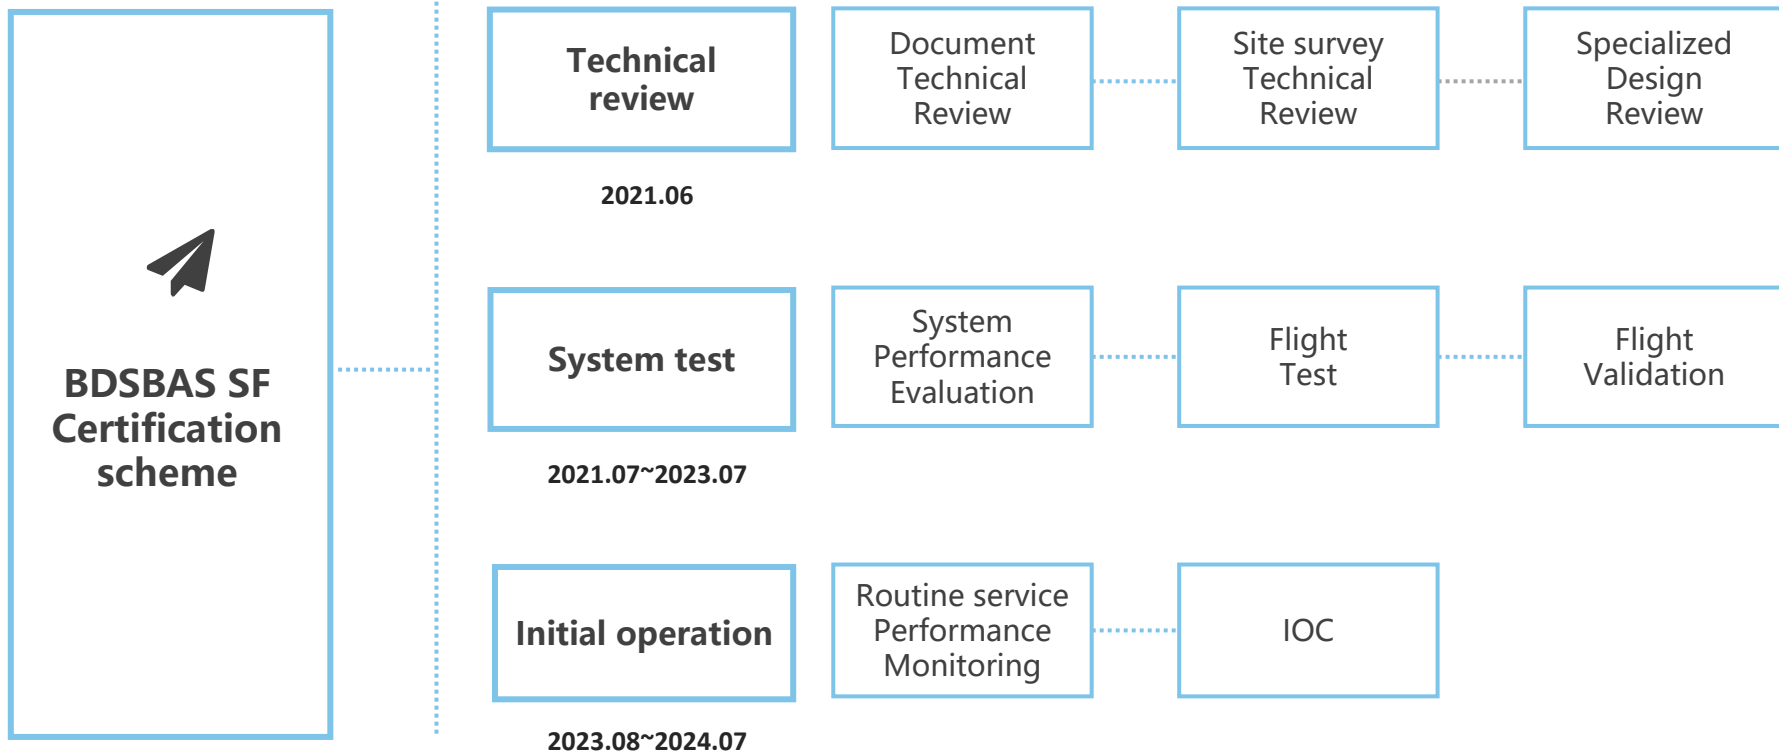 BDSBAS SF
Certification
scheme
Technical
review
2021.06
Document
Technical
Review
Site survey
Technical
Review
Specialized
Design
Review
System test
2021.07~2023.07
System
Performance
Evaluation
Flight
Test
Flight
Validation
Initial operation
2023.08~2024.07
Routine service
Performance
Monitoring
IOC